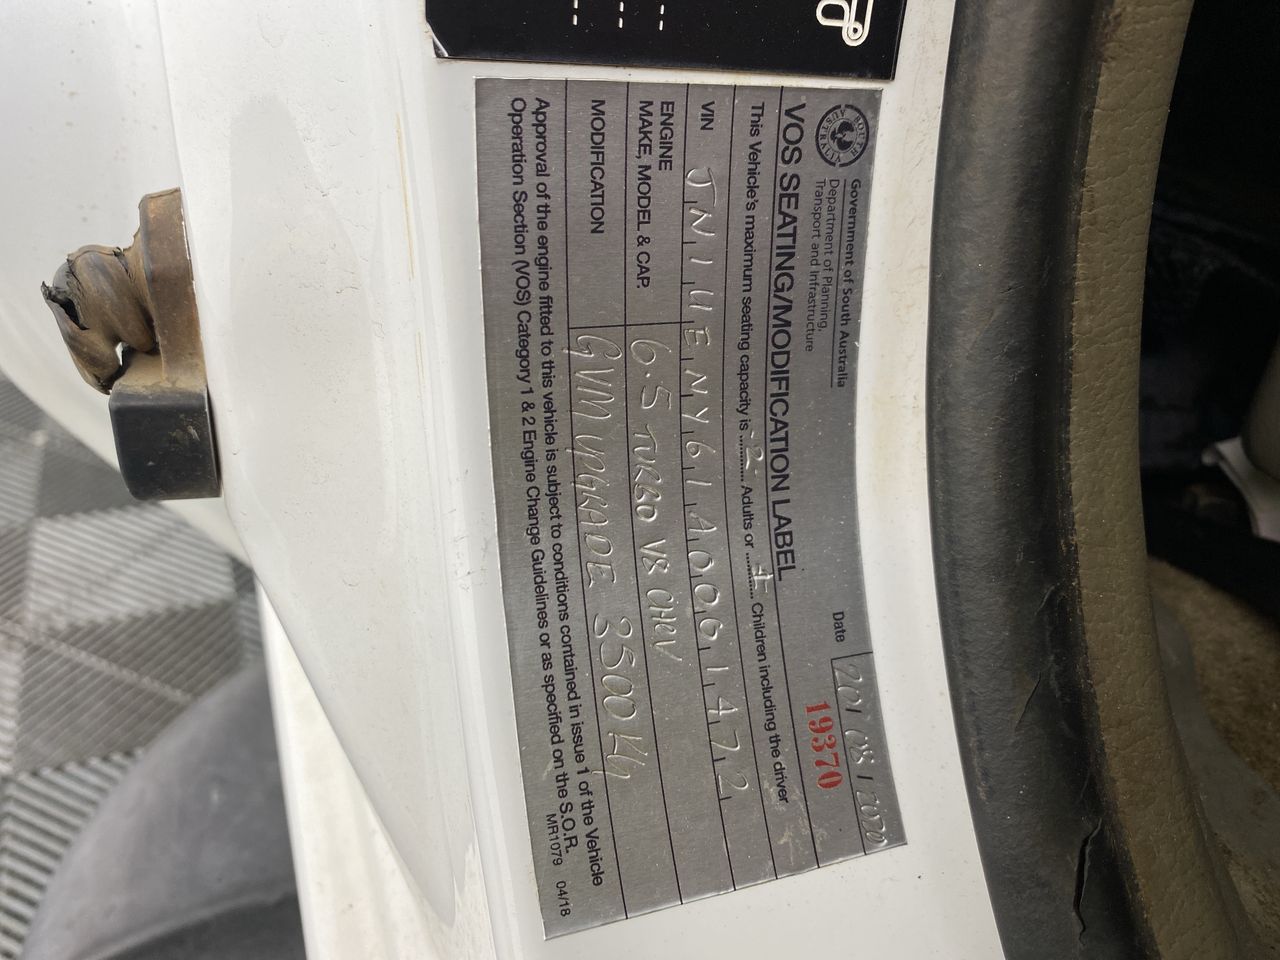 SOUTH AUSTRALIA
Government of South Australia
Department of Planning,
Transport and Infrastructure
Date 20/08/2020
19370
VOS SEATING/MODIFICATION LABEL
This Vehicle's maximum seating capacity is 2 Adults or Children including the driver
VIN JN1UENY61A0061472
ENGINE
MAKE, MODEL & CAP. 6.5 TURBO V8 CHEV
MODIFICATION GVM UPGRADE 3500 KG
Approval of the engine fitted to this vehicle is subject to conditions contained in issue 1 of the Vehicle
Operation Section (VOS) Category 1 & 2 Engine Change Guidelines or as specified on the S.O.R.
MR1079 04/18